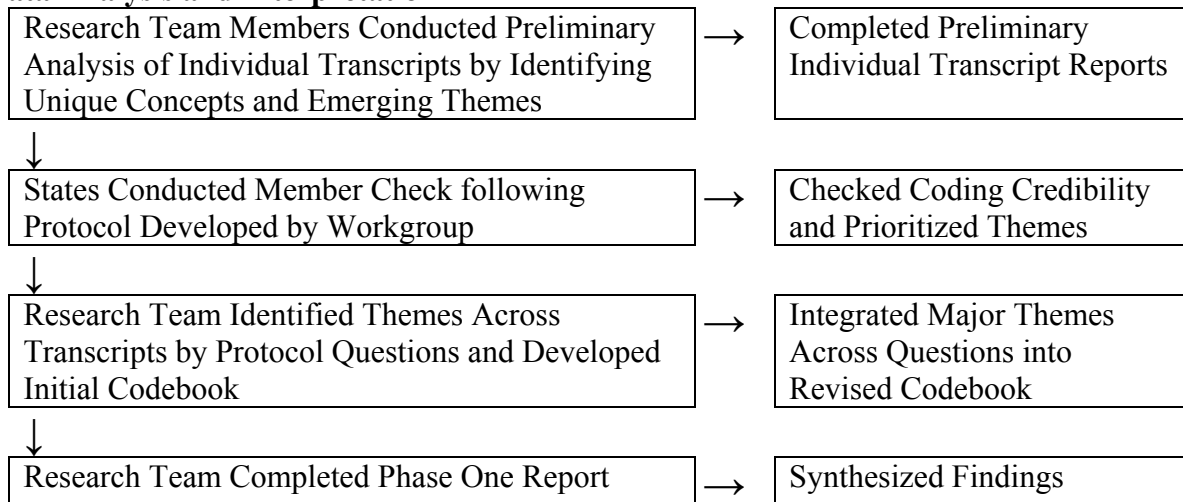 Research Team Members Conducted Preliminary
Analysis of Individual Transcripts by Identifying
Unique Concepts and Emerging Themes
→
Completed Preliminary
Individual Transcript Reports
↓
States Conducted Member Check following
Protocol Developed by Workgroup
→
Checked Coding Credibility
and Prioritized Themes
↓
Research Team Identified Themes Across
Transcripts by Protocol Questions and Developed
Initial Codebook
→
Integrated Major Themes
Across Questions into
Revised Codebook
↓
Research Team Completed Phase One Report
→
Synthesized Findings